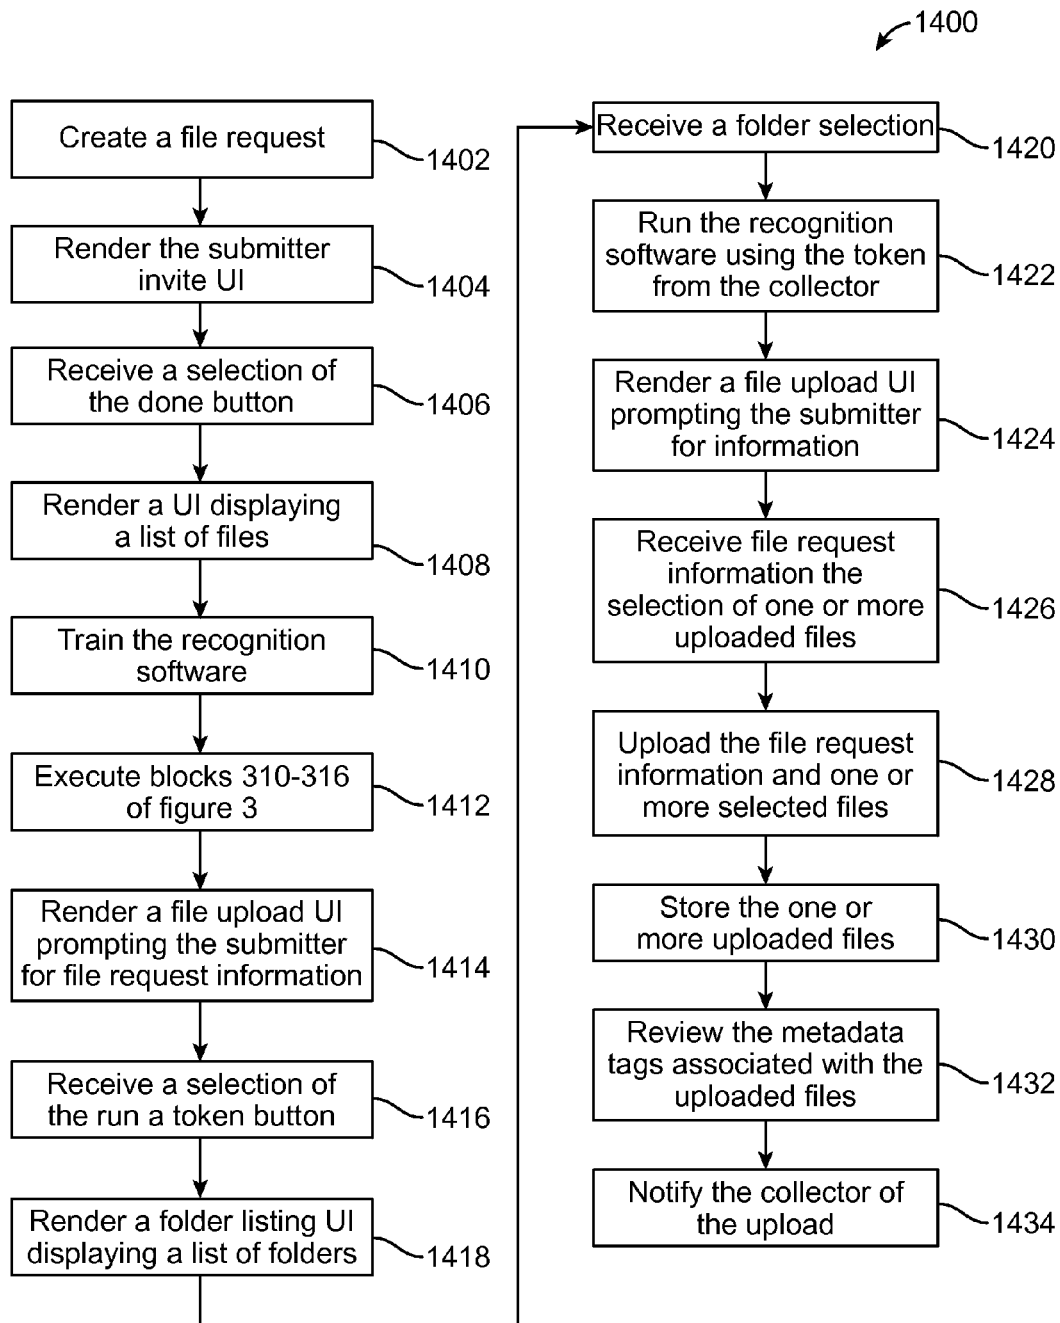 1400
Create a file request
1402
Render the submitter
invite UI
1404
Receive a selection of
the done button
1406
Render a UI displaying
a list of files
1408
Train the recognition
software
1410
Execute blocks 310-316
of figure 3
1412
Render a file upload UI
prompting the submitter
for file request information
1414
Receive a selection of
the run a token button
1416
Render a folder listing UI
displaying a list of folders
1418
Receive a folder selection
1420
Run the recognition
software using the token
from the collector
1422
Render a file upload UI
prompting the submitter
for information
1424
Receive file request
information the
selection of one or more
uploaded files
1426
Upload the file request
information and one or
more selected files
1428
Store the one or
more uploaded files
1430
Review the metadada
tags associated with the
uploaded files
1432
Notify the collector of
the upload
1434